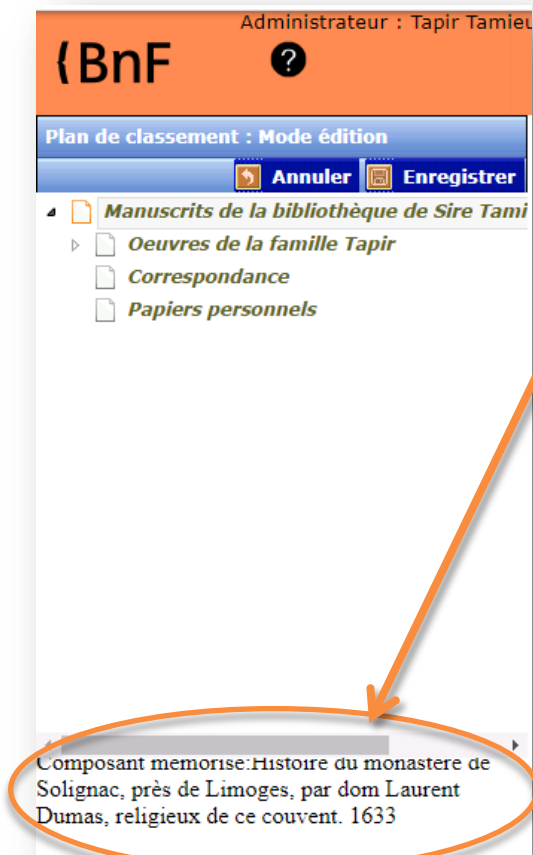 Administrateur : Tapir Tamieu
{BnF ?
Plan de classement : Mode édition
Annuler Enregistrer
Manuscrits de la bibliothèque de Sire Tami
Oeuvres de la famille Tapir
Correspondance
Papiers personnels
Composant mémorisé:Histoire du monastère de
Solignac, près de Limoges, par dom Laurent
Dumas, religieux de ce couvent. 1633